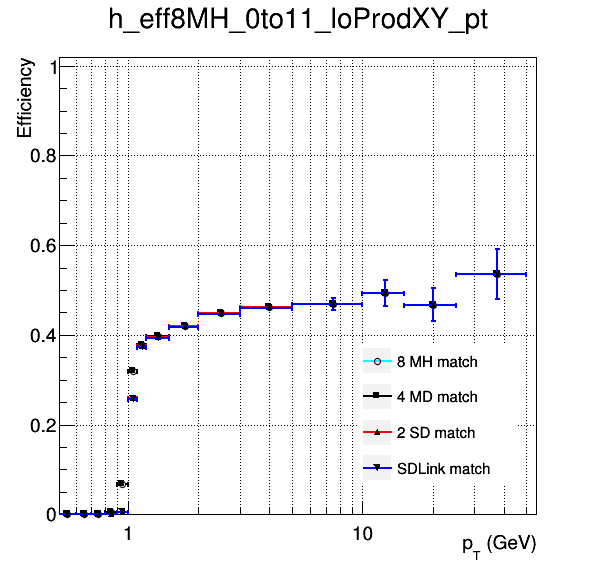 h_eff8MH_0to11_loProdXY_pt
Efficiency
1
0.8
0.6
0.4
0.2
0
8 MH match
4 MD match
2 SD match
SDLink match
1
10
p_T (GeV)